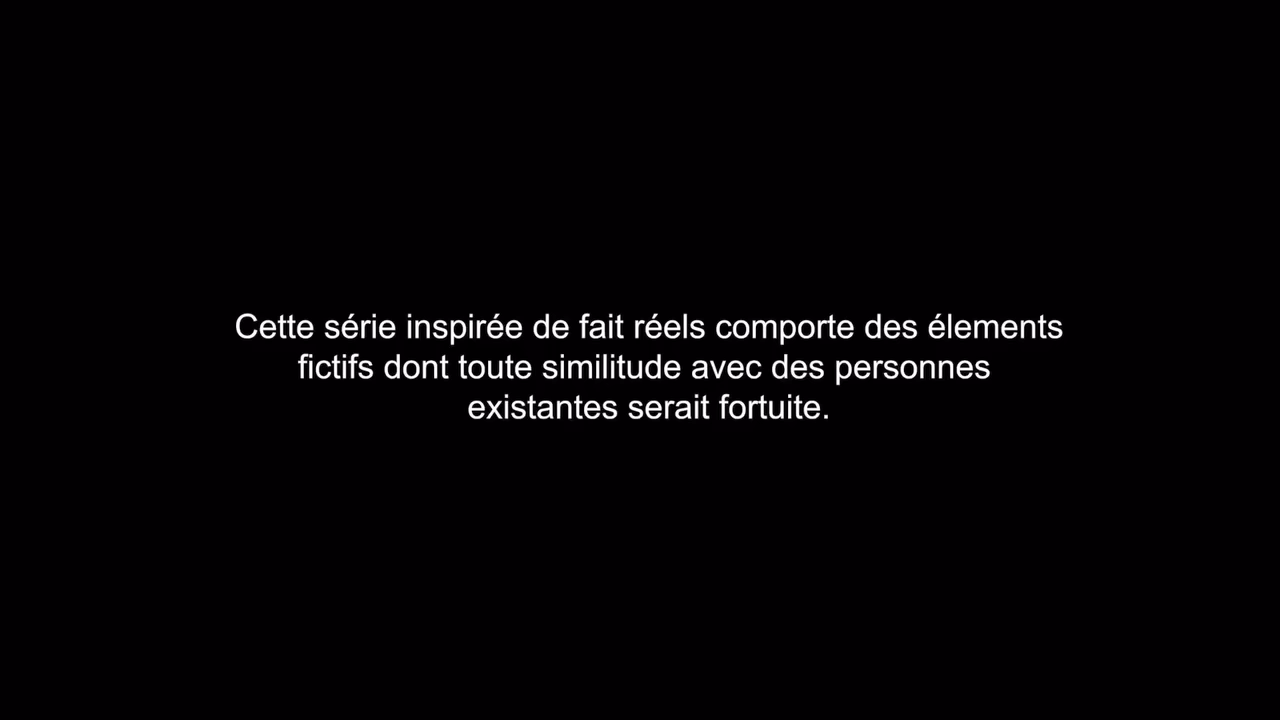 Cette série inspirée de fait réels comporte des élements
fictifs dont toute similitude avec des personnes
existantes serait fortuite.